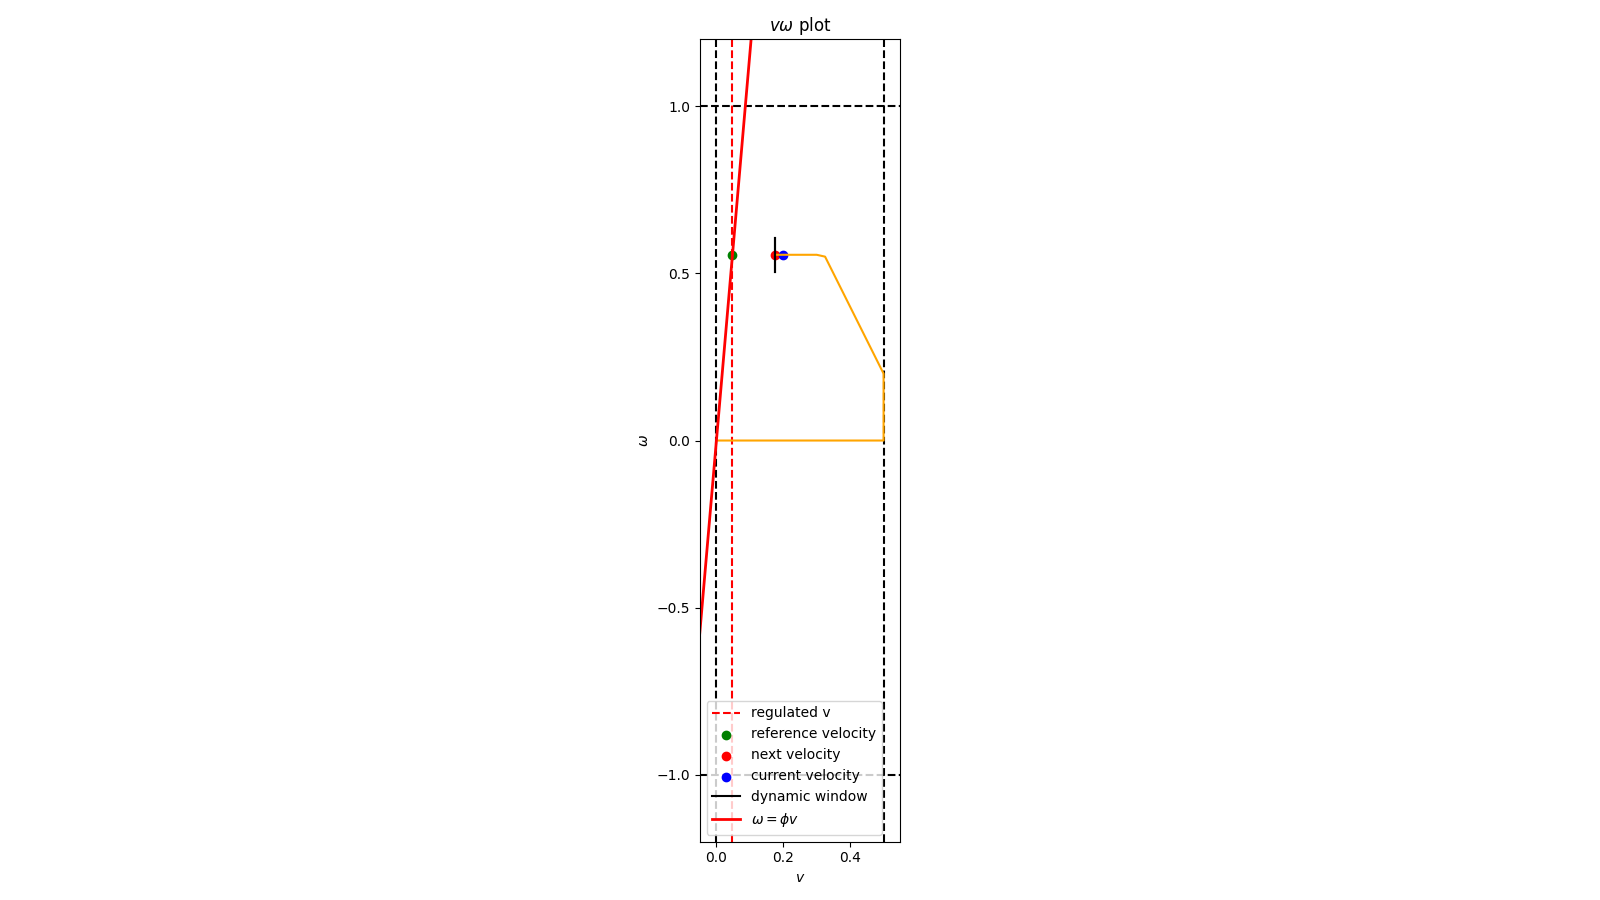 vω plot
1.0
0.5
0.0
−0.5
−1.0
ω
regulated v
reference velocity
next velocity
current velocity
dynamic window
ω = ϕv
0.0 0.2 0.4
v